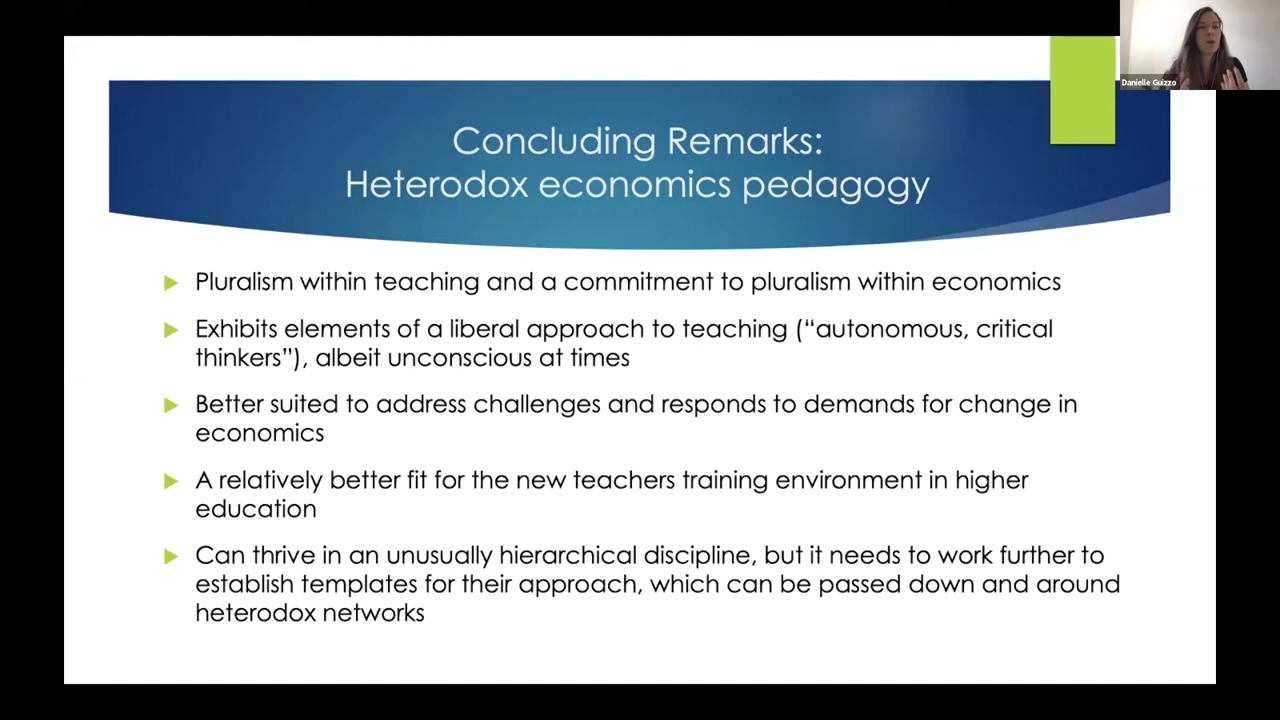 Danielle Guizzo
Concluding Remarks:
Heterodox economics pedagogy
Pluralism within teaching and a commitment to pluralism within economics
Exhibits elements of a liberal approach to teaching (“autonomous, critical
thinkers”), albeit unconscious at times
Better suited to address challenges and responds to demands for change in
economics
A relatively better fit for the new teachers training environment in higher
education
Can thrive in an unusually hierarchical discipline, but it needs to work further to
establish templates for their approach, which can be passed down and around
heterodox networks